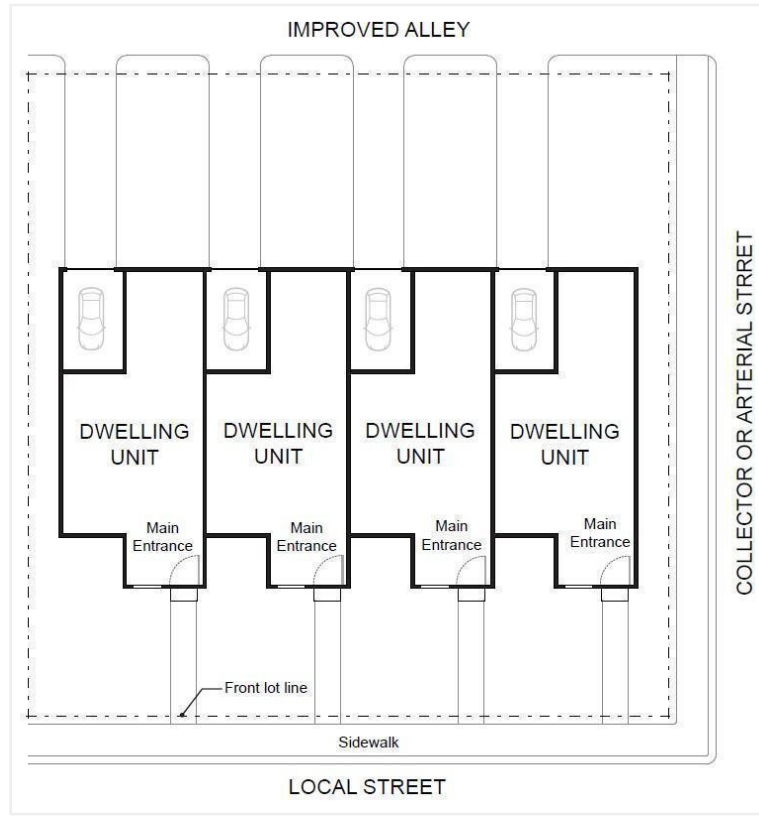 IMPROVED ALLEY
COLLECTOR OR ARTERIAL STRRET
DWELLING
UNIT
DWELLING
UNIT
DWELLING
UNIT
DWELLING
UNIT
Main
Entrance
Main
Entrance
Main
Entrance
Main
Entrance
Front lot line
Sidewalk
LOCAL STREET